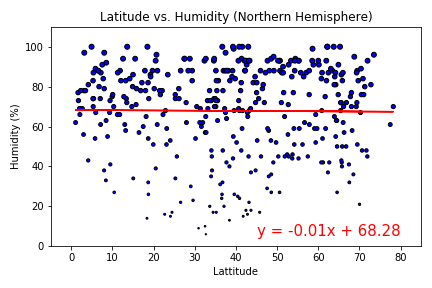 Latitude vs. Humidity (Northern Hemisphere)
Humidity (%)
100
80
60
40
20
0
y = -0.01x + 68.28
0 10 20 30 40 50 60 70 80
Lattitude